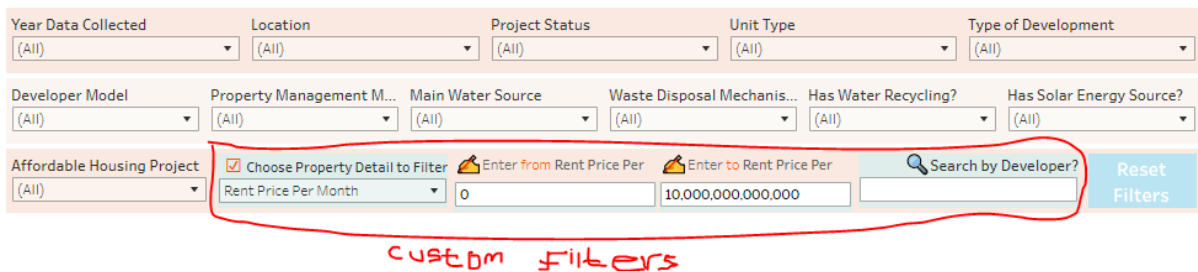 Year Data Collected Location Project Status Unit Type Type of Development
(All) (All) (All) (All) (All)
Developer Model Property Management M... Main Water Source Waste Disposal Mechanis... Has Water Recycling? Has Solar Energy Source?
(All) (All) (All) (All) (All) (All)
Affordable Housing Project Choose Property Detail to Filter Enter from Rent Price Per Enter to Rent Price Per Search by Developer? Reset
(All) Rent Price Per Month 0 10,000,000,000,000 Filters
custom Filters